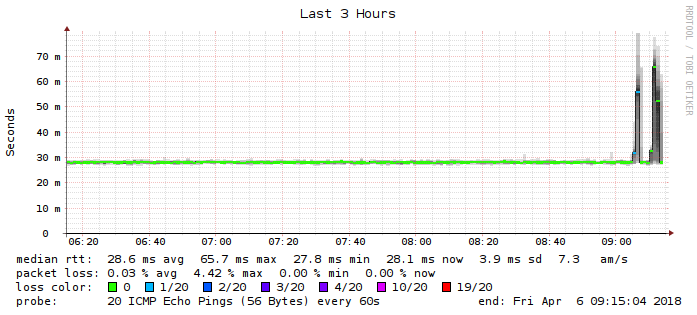 Last 3 Hours
RRDTOOL / TOBI OETIKER
Seconds
70 m
60 m
50 m
40 m
30 m
20 m
10 m
0
06:20 06:40 07:00 07:20 07:40 08:00 08:20 08:40 09:00
median rtt: 28.6 ms avg 65.7 ms max 27.8 ms min 28.1 ms now 3.9 ms sd 7.3 am/s
packet loss: 0.03 % avg 4.42 % max 0.00 % min 0.00 % now
loss color: 0 1/20 2/20 3/20 4/20 10/20 19/20
probe: 20 ICMP Echo Pings (56 Bytes) every 60s end: Fri Apr 6 09:15:04 2018